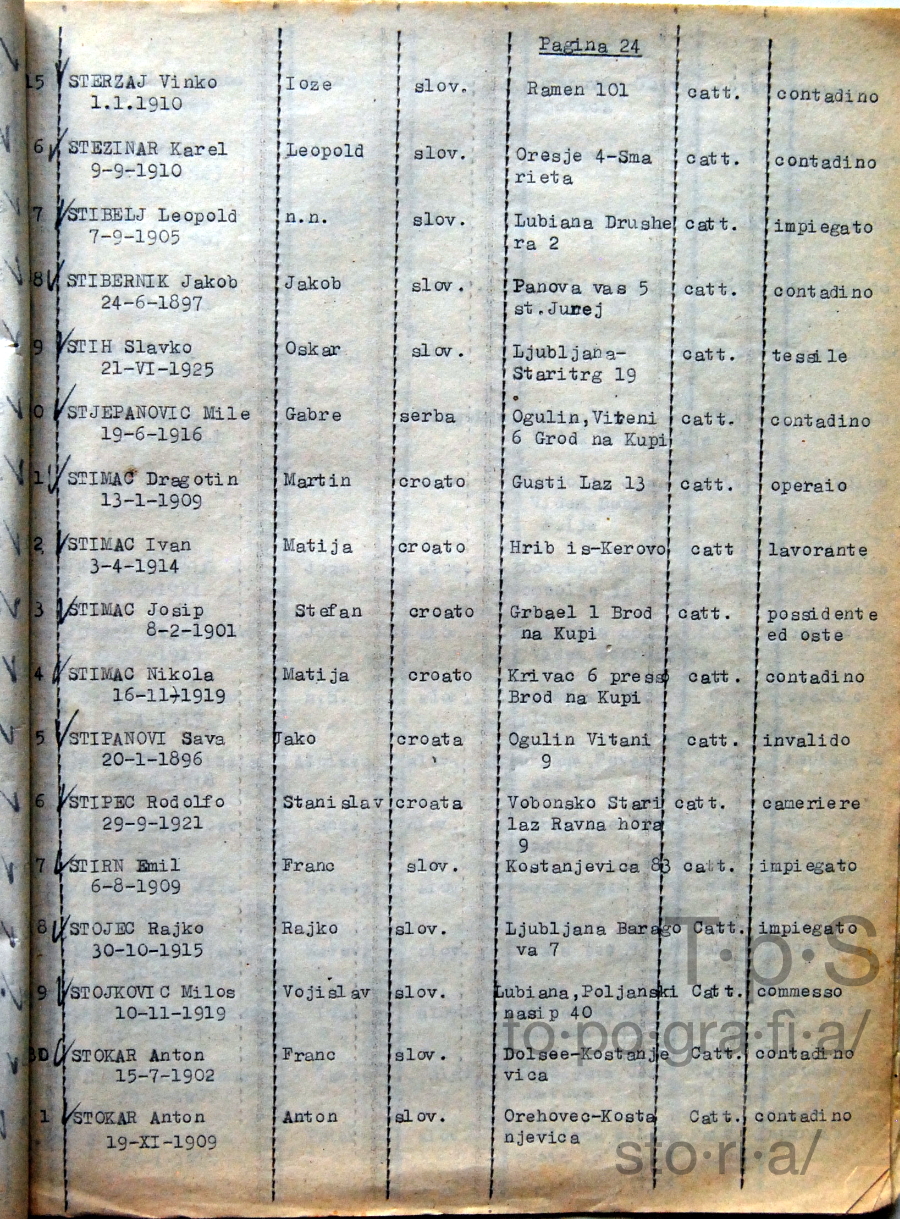 Pagina 24
15 STERZAJ Vinko Ioze slov. Ramen 101 catt. contadino
1.1.1910
6 STEZINAR Karel Leopold slov. Oresje 4-Sma catt. contadino
9-9-1910 rieta
7 STIBELJ Leopold n.n. slov. Lubiana Drushe catt. impiegato
7-9-1905 ra 2
8 STIBERNIK Jakob Jakob slov. Panova vas 5 catt. contadino
24-6-1897 st.Jurej
9 STIH Slavko Oskar slov. Ljubljana- catt. tessile
21-VI-1925 Staritrg 19
0 STJEPANOVIC Mile Gabre serba Ogulin,Viteni catt. contadino
19-6-1916 6 Grod na Kupi
1 STIMAC Dragotin Martin croato Gusti Laz 13 catt. operaio
13-1-1909
2 STIMAC Ivan Matija croato Hrib is-Kerovo catt lavorante
3-4-1914
3 STIMAC Josip Stefan croato Grbael 1 Brod catt. possidente
8-2-1901 na Kupi ed oste
4 STIMAC Nikola Matija croato Krivac 6 press catt. contadino
16-11-1919 Brod na Kupi
5 STIPANOVI Sava Jako croata Ogulin Vitani catt. invalido
20-1-1896 9
6 STIPEC Rodolfo Stanislav croata Vobonsko Stari catt. cameriere
29-9-1921 laz Ravna hora
9
7 STIRN Emil Franc slov. Kostanjevica 83 catt. impiegato
6-8-1909
8 STOJEC Rajko Rajko slov. Ljubljana Barago Catt. impiegato
30-10-1915 va 7
9 STOJKOVIC Milos Vojislav slov. Lubiana,Poljanski Catt. commesso
10-11-1919 nasip 40
30 STOKAR Anton Franc slov. Dolsee-Kostanje Catt. contadino
15-7-1902 vica
1 STOKAR Anton Anton slov. Orehovec-Kosta Catt. contadino
19-XI-1909 njevica
T·p·S
to·po·gra·fi·a/
sto·ri·a/